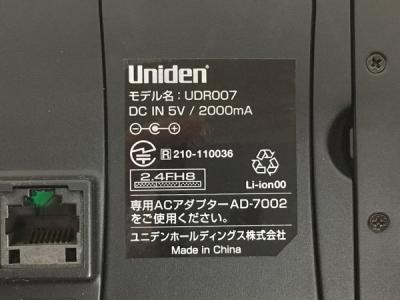 Uniden®
モデル名：UDR007
DC IN 5V / 2000mA
R 210-110036
2.4FH8
Li-ion00
専用ACアダプターAD-7002
をご使用ください。
ユニデンホールディングス株式会社
Made in China